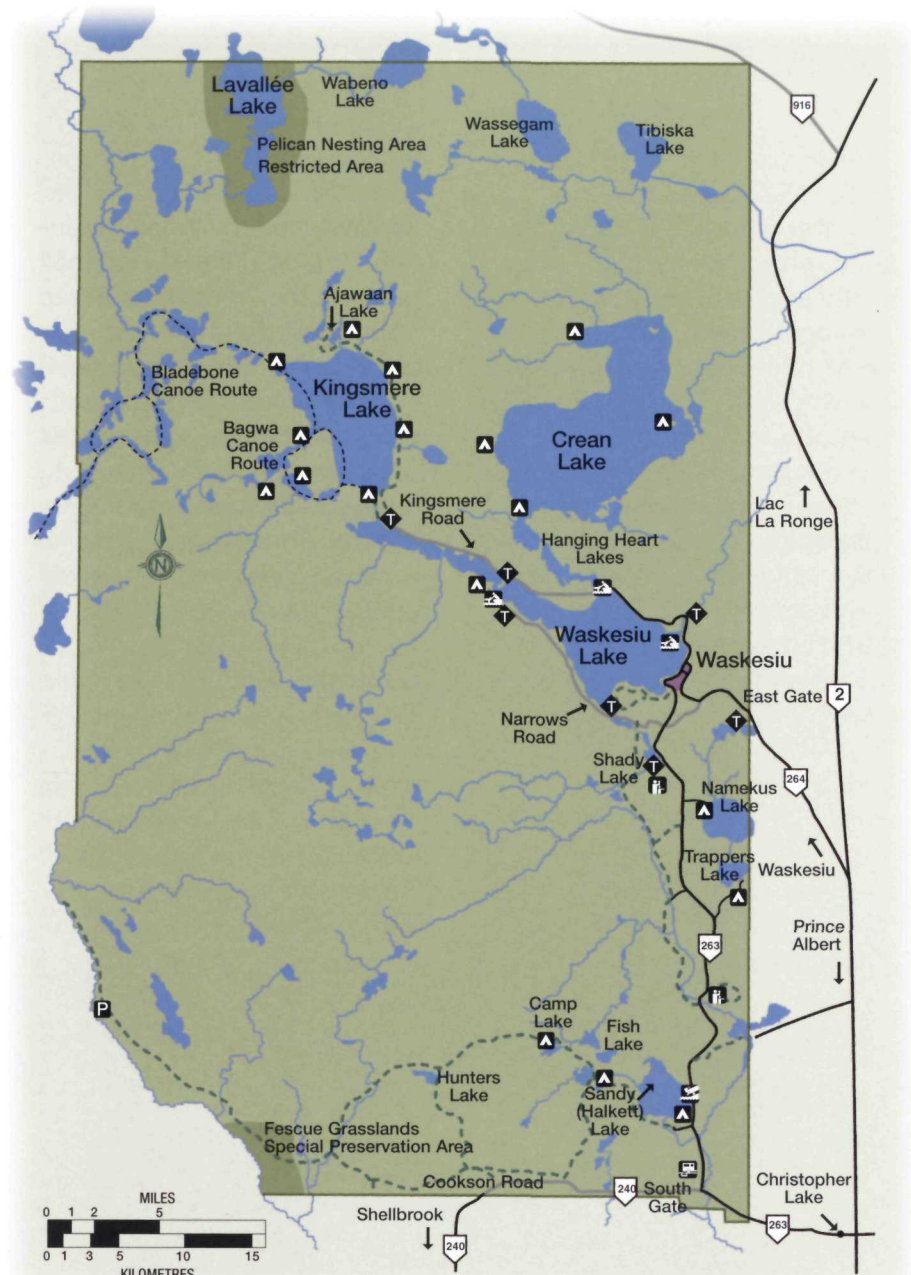 916
Lavallée
Lake
Wabeno
Lake
Wassegam
Lake
Tibiska
Lake
Pelican Nesting Area
Restricted Area
Ajawaan
Lake
Bladebone
Canoe Route
Kingsmere
Lake
Bagwa
Canoe
Route
Crean
Lake
Kingsmere
Road
Lac
La Ronge
Hanging Heart
Lakes
N
T
T
T
T
Waskesiu
Lake
Waskesiu
East Gate
2
T
T
Narrows
Road
Shady
Lake
T
264
Namekus
Lake
Trappers
Lake
Waskesiu
Prince
Albert
263
P
Camp
Lake
Fish
Lake
Hunters
Lake
Sandy
(Halkett)
Lake
Fescue Grasslands
Special Preservation Area
Cookson Road
240
South
Gate
Christopher
Lake
263
Shellbrook
240
MILES
0 1 2 5
0 1 3 5 10 15
KILOMETRES